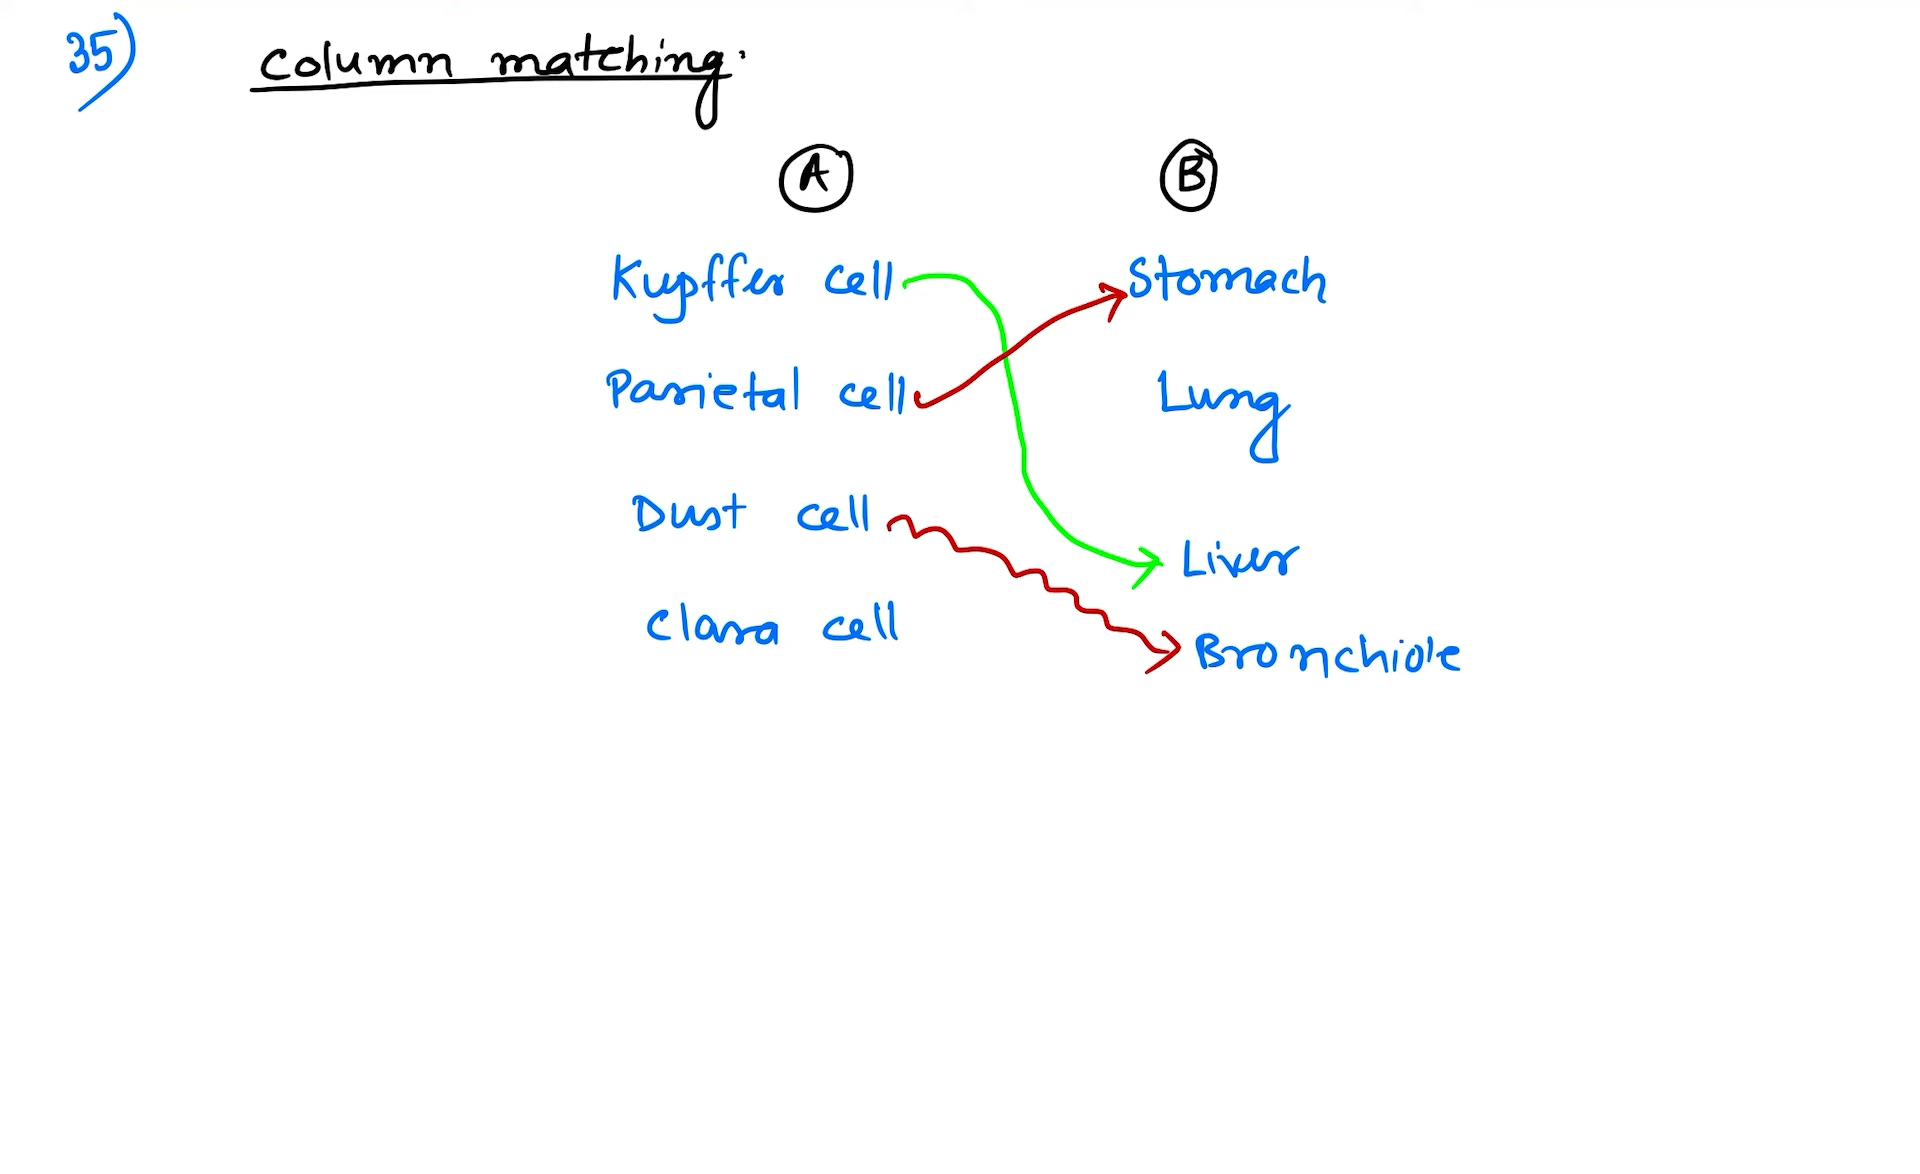 35) Column matching.
A B
Kupffer cell Stomach
Parietal cell Lung
Dust cell
Liver
Clara cell
Bronchiole